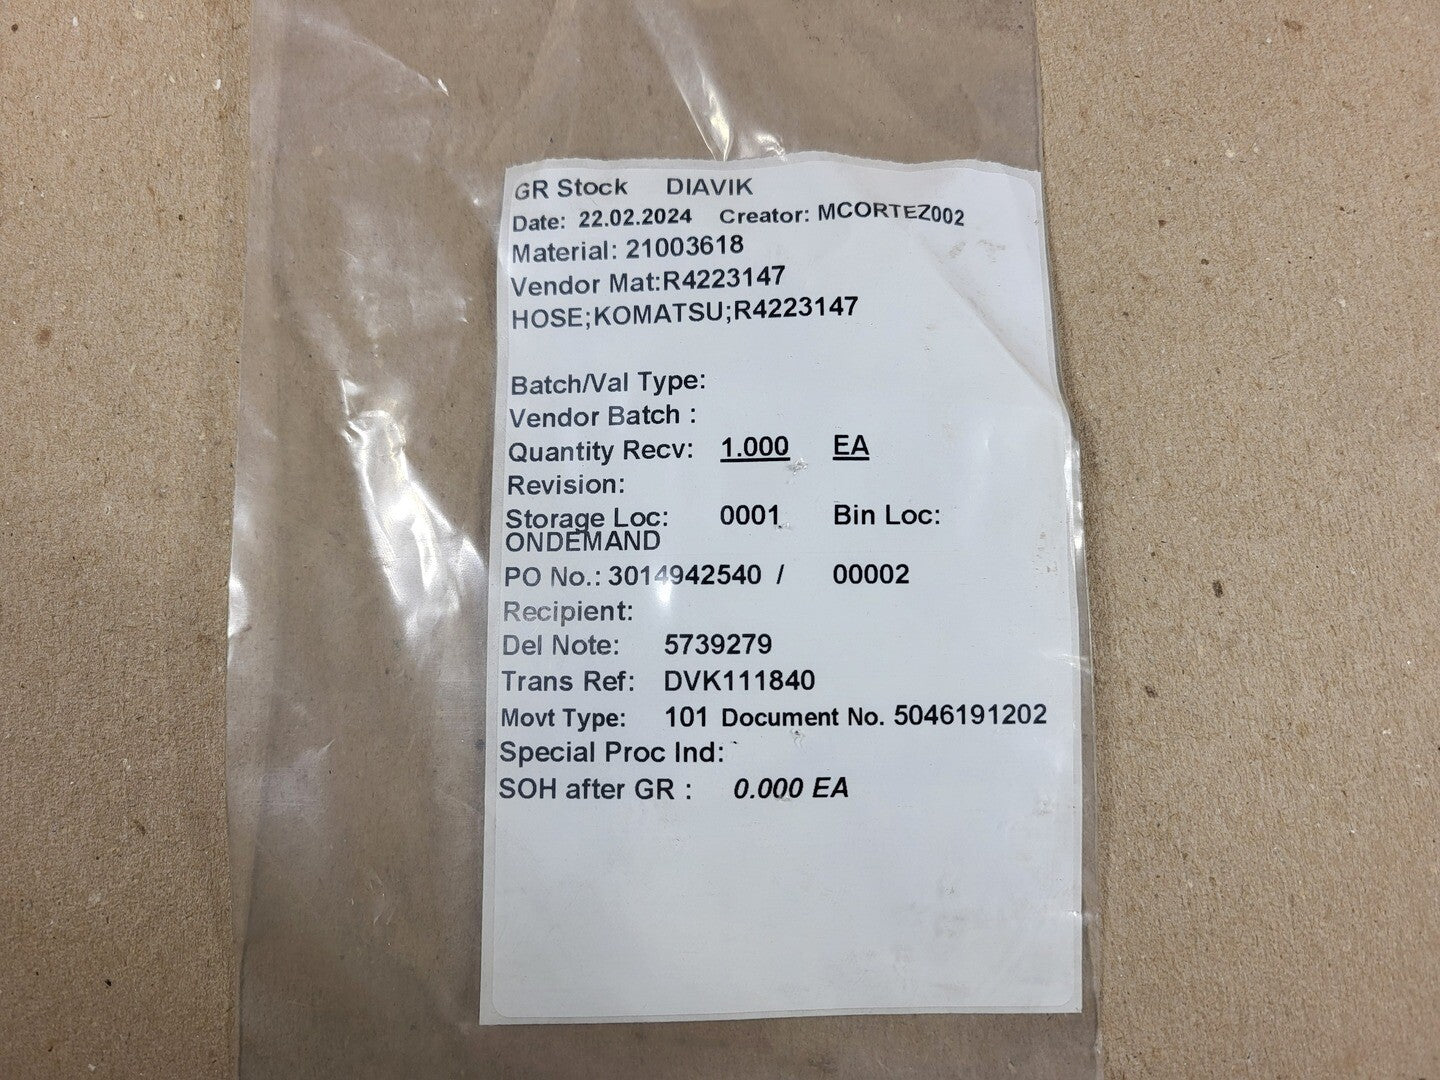 GR Stock DIAVIK
Date: 22.02.2024 Creator: MCORTEZ002
Material: 21003618
Vendor Mat:R4223147
HOSE;KOMATSU;R4223147
Batch/Val Type:
Vendor Batch :
Quantity Recv: 1.000 EA
Revision:
Storage Loc: 0001 Bin Loc:
ONDEMAND
PO No.: 3014942540 / 00002
Recipient:
Del Note: 5739279
Trans Ref: DVK111840
Movt Type: 101 Document No. 5046191202
Special Proc Ind:
SOH after GR : 0.000 EA